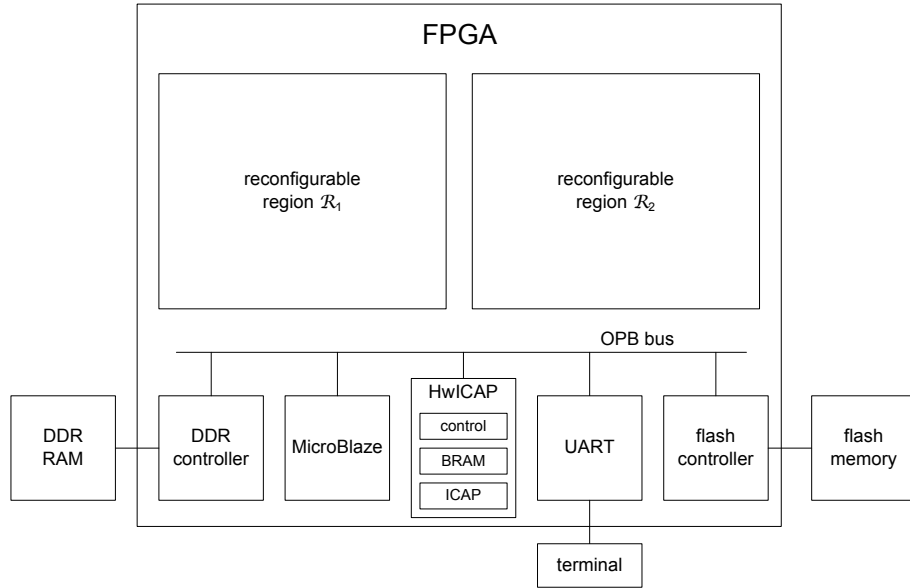 FPGA
reconfigurable
region ℛ₁
reconfigurable
region ℛ₂
OPB bus
DDR
RAM
DDR
controller
MicroBlaze
HwICAP
control
BRAM
ICAP
UART
flash
controller
flash
memory
terminal